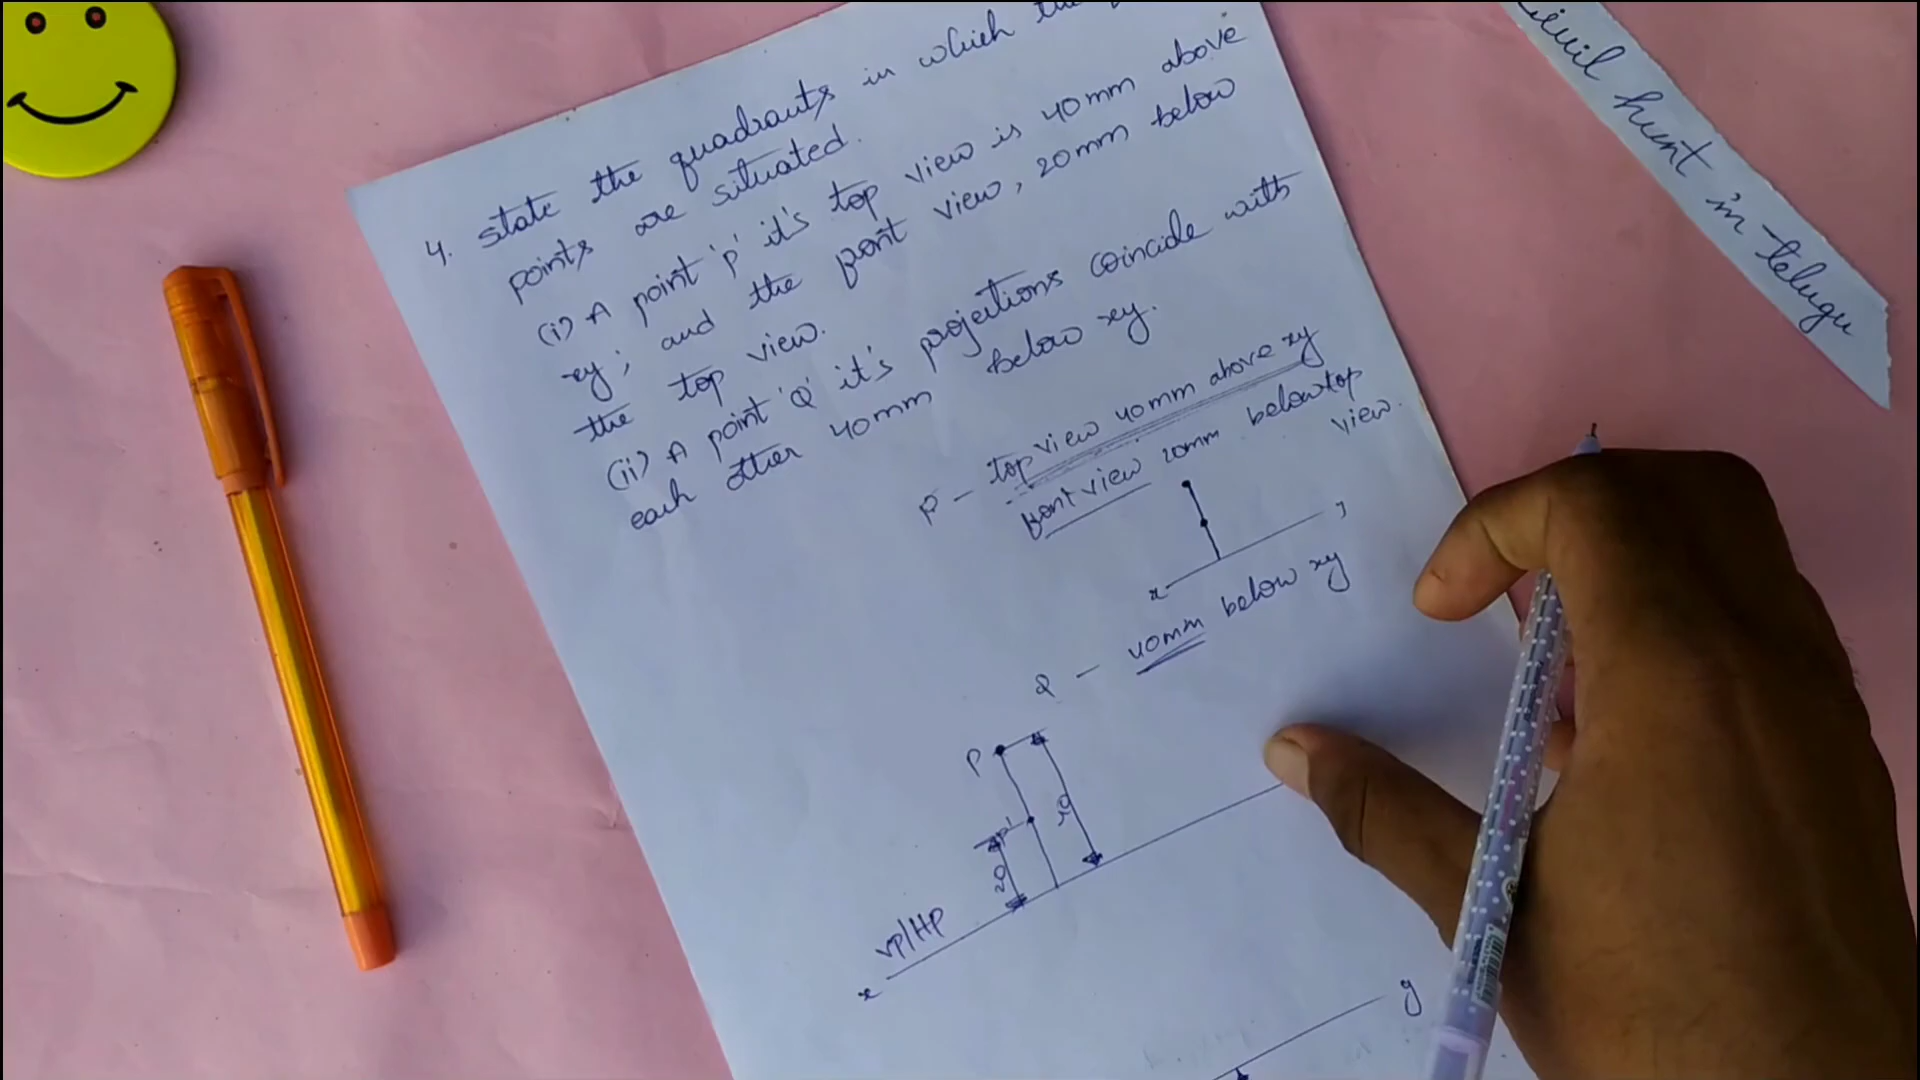 4. state the quadrants in which the
points are situated.
(i) A point 'p' it's top view is 40mm above
xy; and the front view, 20mm below
the top view.
(ii) A point 'Q' it's projections coincide with
each other 40mm below xy.
P - top view 40mm above xy
front view 20mm below top
view.
x y
Q - 40mm below xy
P
p'
20
VP/HP
x
y
civil hunt in telugu